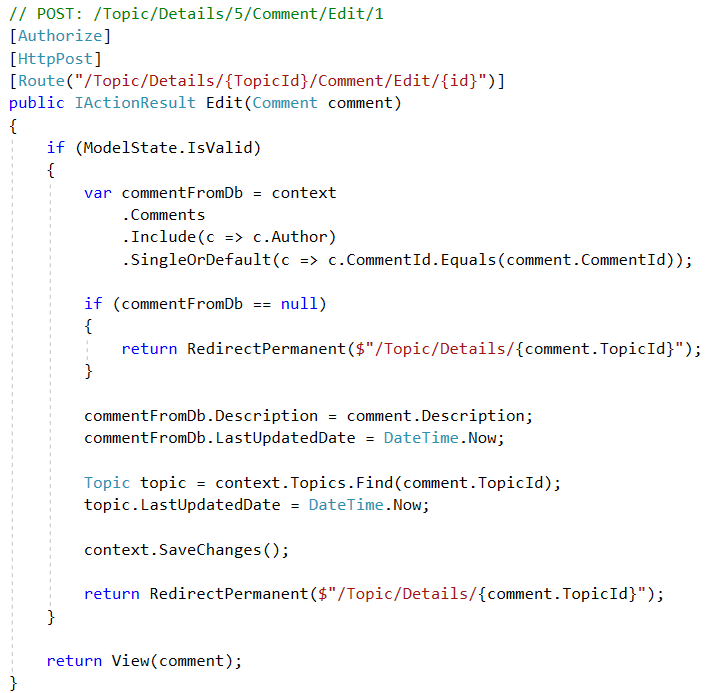 // POST: /Topic/Details/5/Comment/Edit/1
[Authorize]
[HttpPost]
[Route("/Topic/Details/{TopicId}/Comment/Edit/{id}")]
public IActionResult Edit(Comment comment)
{
    if (ModelState.IsValid)
    {
        var commentFromDb = context
            .Comments
            .Include(c => c.Author)
            .SingleOrDefault(c => c.CommentId.Equals(comment.CommentId));

        if (commentFromDb == null)
        {
            return RedirectPermanent($"/Topic/Details/{comment.TopicId}");
        }

        commentFromDb.Description = comment.Description;
        commentFromDb.LastUpdatedDate = DateTime.Now;

        Topic topic = context.Topics.Find(comment.TopicId);
        topic.LastUpdatedDate = DateTime.Now;

        context.SaveChanges();

        return RedirectPermanent($"/Topic/Details/{comment.TopicId}");
    }

    return View(comment);
}